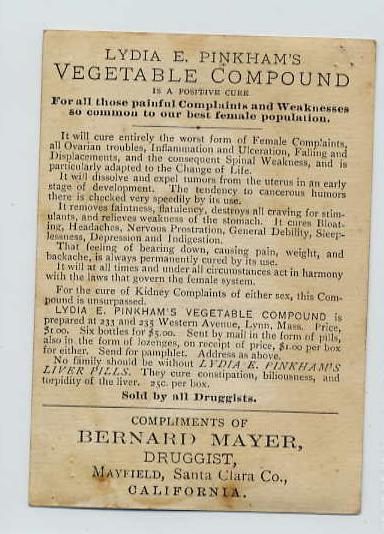 LYDIA E. PINKHAM'S
VEGETABLE COMPOUND
IS A POSITIVE CURE
For all those painful Complaints and Weaknesses
so common to our best female population.
It will cure entirely the worst form of Female Complaints,
all Ovarian troubles, Inflammation and Ulceration, Falling and
Displacements, and the consequent Spinal Weakness, and is
particularly adapted to the Change of Life.
It will dissolve and expel tumors from the uterus in an early
stage of development. The tendency to cancerous humors
there is checked very speedily by its use.
It removes faintness, flatulency, destroys all craving for stim-
ulants, and relieves weakness of the stomach. It cures Bloat-
ing, Headaches, Nervous Prostration, General Debility, Sleep-
lessness, Depression and Indigestion.
That feeling of bearing down, causing pain, weight, and
backache, is always permanently cured by its use.
It will at all times and under all circumstances act in harmony
with the laws that govern the female system.
For the cure of Kidney Complaints of either sex, this Com-
pound is unsurpassed.
LYDIA E. PINKHAM'S VEGETABLE COMPOUND is
prepared at 233 and 235 Western Avenue, Lynn, Mass. Price,
$1.00. Six bottles for $5.00. Sent by mail in the form of pills,
also in the form of lozenges, on receipt of price, $1.00 per box
for either. Send for pamphlet. Address as above.
No family should be without LYDIA E. PINKHAM'S
LIVER PILLS. They cure constipation, biliousness, and
torpidity of the liver. 25c. per box.
Sold by all Druggists.
COMPLIMENTS OF
BERNARD MAYER,
DRUGGIST,
MAYFIELD, Santa Clara Co.,
CALIFORNIA.